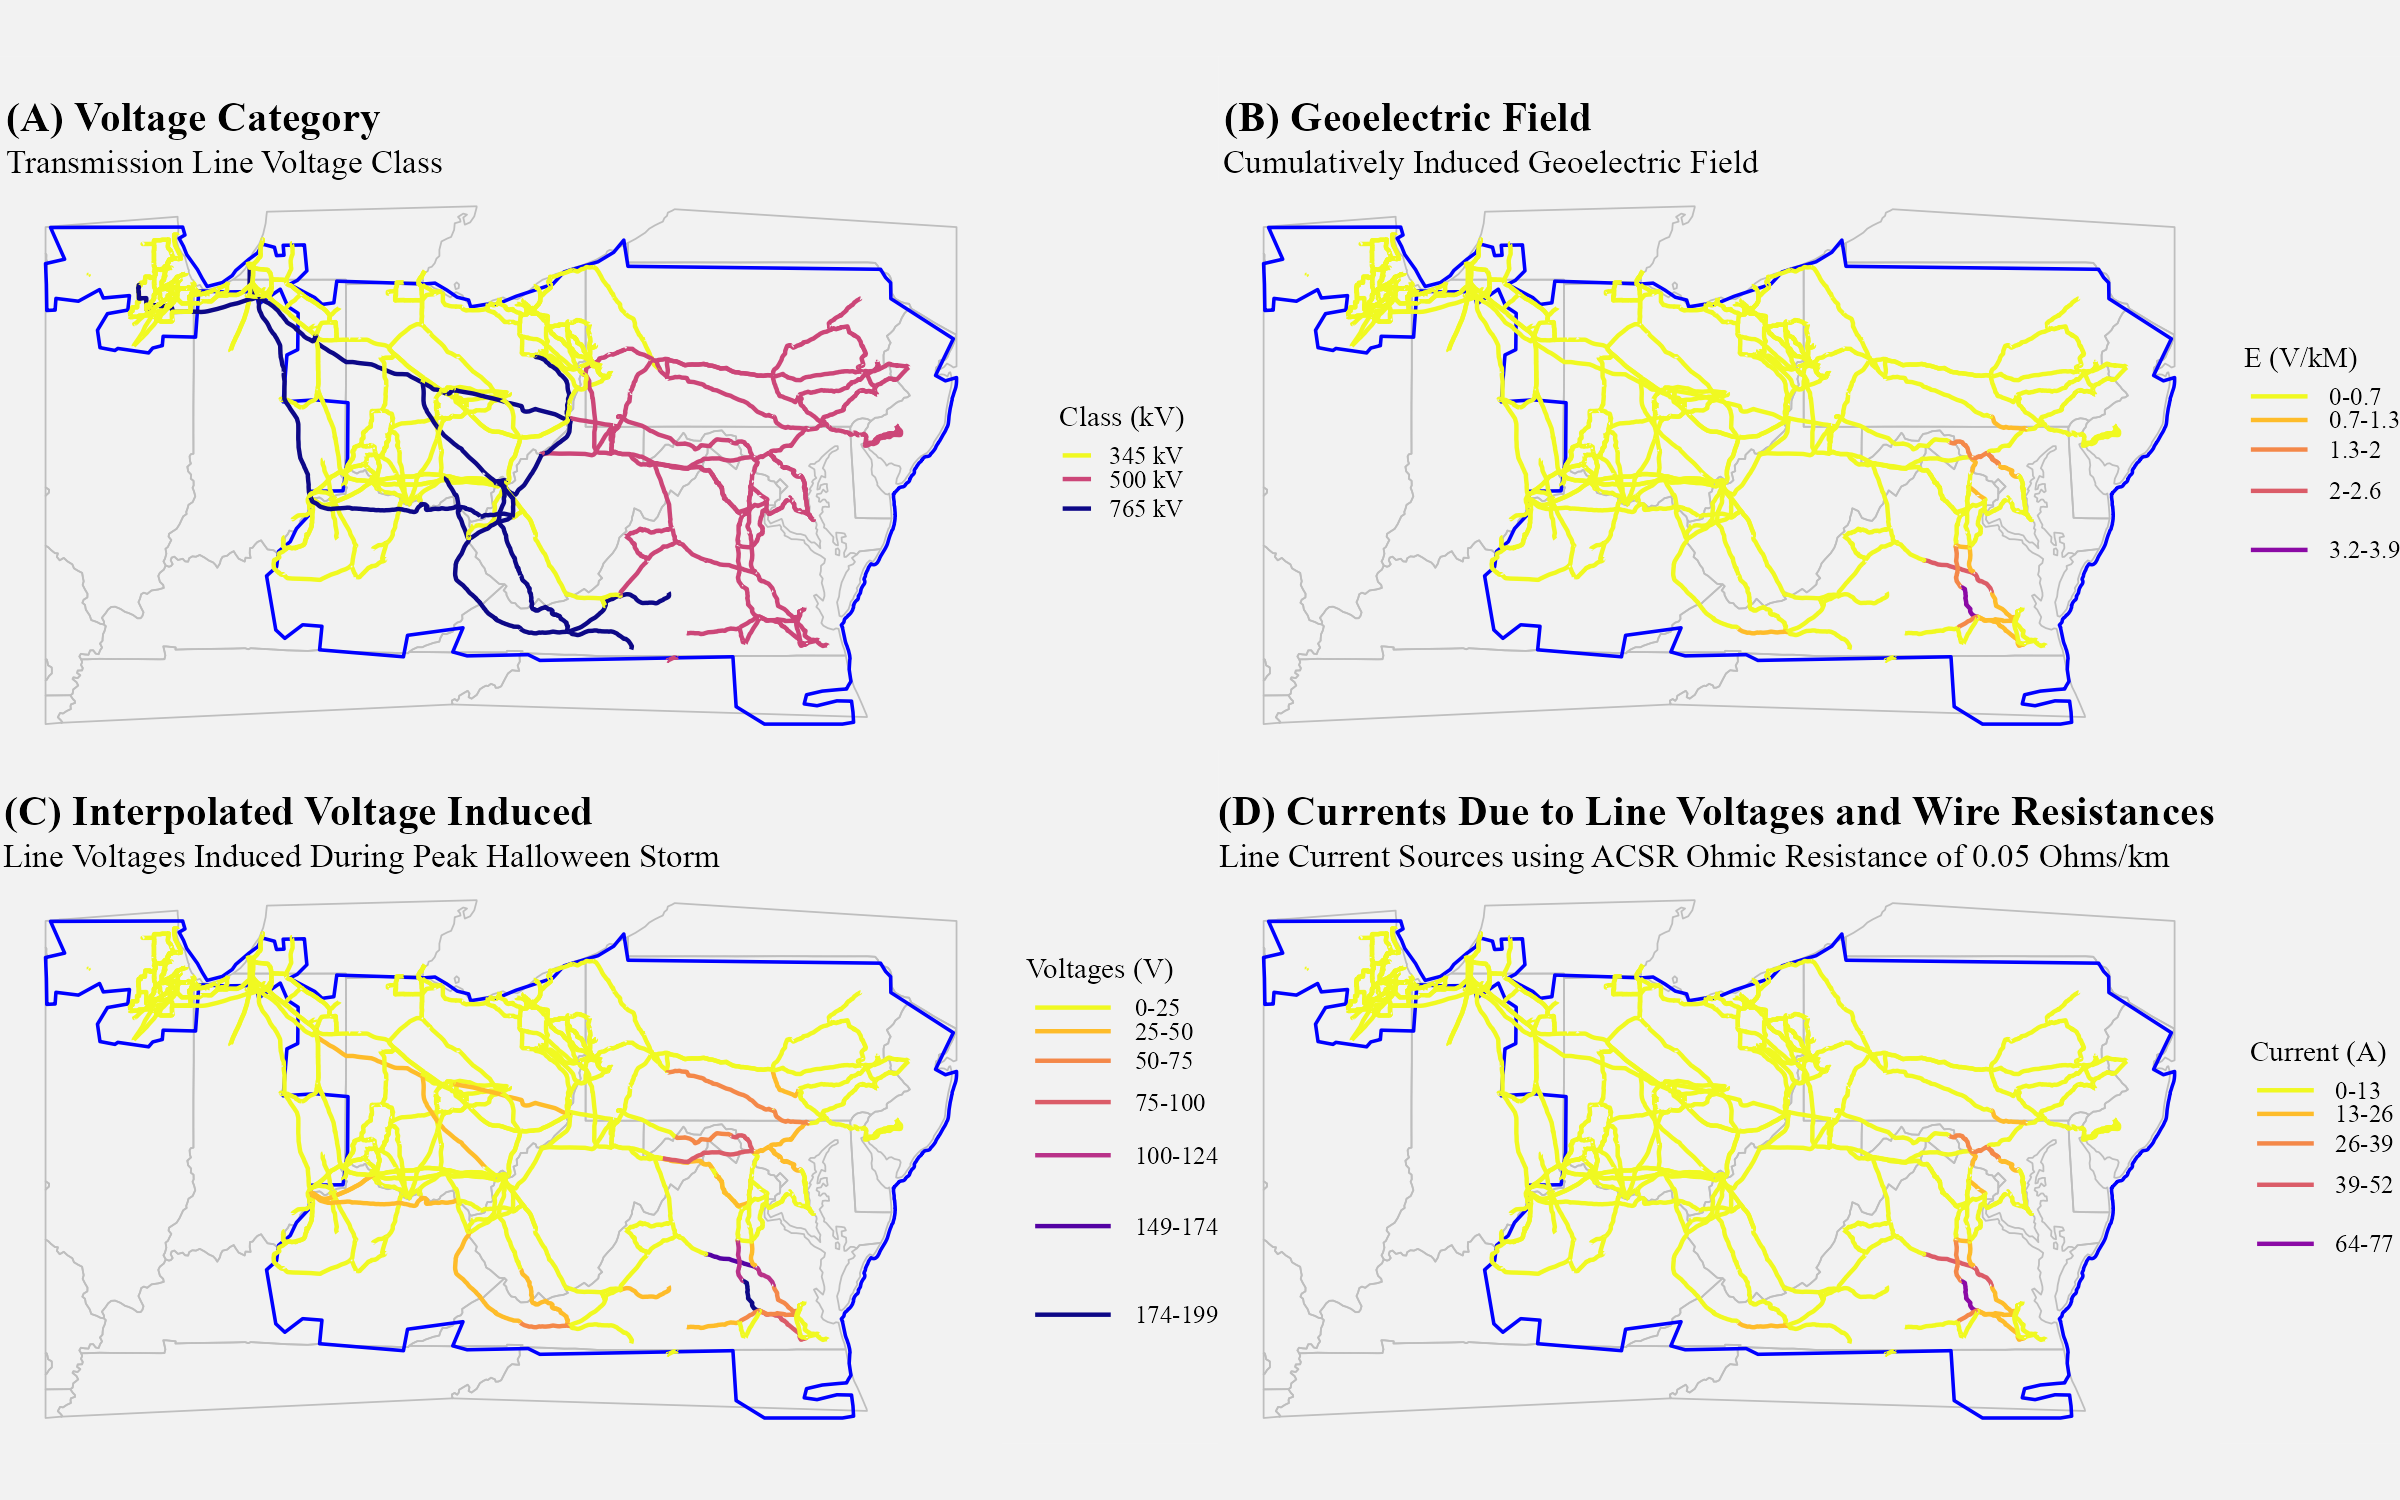 (A) Voltage Category
Transmission Line Voltage Class
Class (kV)
345 kV
500 kV
765 kV
(B) Geoelectric Field
Cumulatively Induced Geoelectric Field
E (V/kM)
0-0.7
0.7-1.3
1.3-2
2-2.6
3.2-3.9
(C) Interpolated Voltage Induced
Line Voltages Induced During Peak Halloween Storm
Voltages (V)
0-25
25-50
50-75
75-100
100-124
149-174
174-199
(D) Currents Due to Line Voltages and Wire Resistances
Line Current Sources using ACSR Ohmic Resistance of 0.05 Ohms/km
Current (A)
0-13
13-26
26-39
39-52
64-77